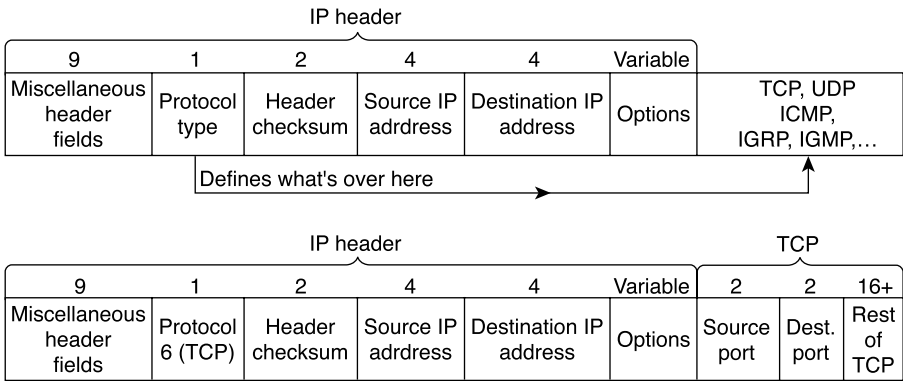 IP header
9 1 2 4 4 Variable
Miscellaneous header fields
Protocol type
Header checksum
Source IP adrdress
Destination IP address
Options
TCP, UDP
ICMP,
IGRP, IGMP,...
Defines what's over here
IP header TCP
9 1 2 4 4 Variable 2 2 16+
Miscellaneous header fields
Protocol 6 (TCP)
Header checksum
Source IP adrdress
Destination IP address
Options
Source port
Dest. port
Rest of TCP